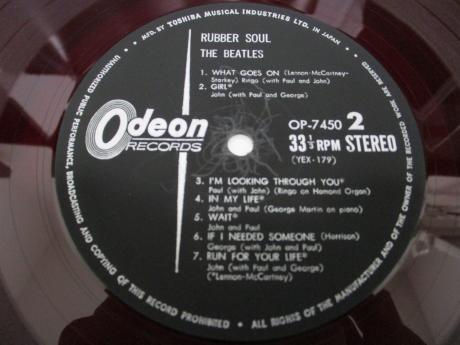 • MFD. BY TOSHIBA MUSICAL INDUSTRIES LTD. IN JAPAN •
RUBBER SOUL
THE BEATLES
1. WHAT GOES ON (Lennon-McCartney-
Starkey) Ringo (with Paul and John)
2. GIRL*
John (with Paul and George)
Odeon
RECORDS
OP-7450 2
33⅓ RPM STEREO
(YEX-179)
3. I'M LOOKING THROUGH YOU*
Paul (with John) (Ringo on Hamond Organ)
4. IN MY LIFE*
John and Paul (George Martin on piano)
5. WAIT*
John and Paul
6. IF I NEEDED SOMEONE (Harrison)
George (with John and Paul)
7. RUN FOR YOUR LIFE*
John (with Paul and George)
(*Lennon-McCartney)
UNAUTHORIZED PUBLIC PERFORMANCE, BROADCASTING AND COPYING OF THIS RECORD PROHIBITED • ALL RIGHTS OF THE MANUFACTURER AND OF THE OWNER OF THE RECORDED WORK ARE RESERVED